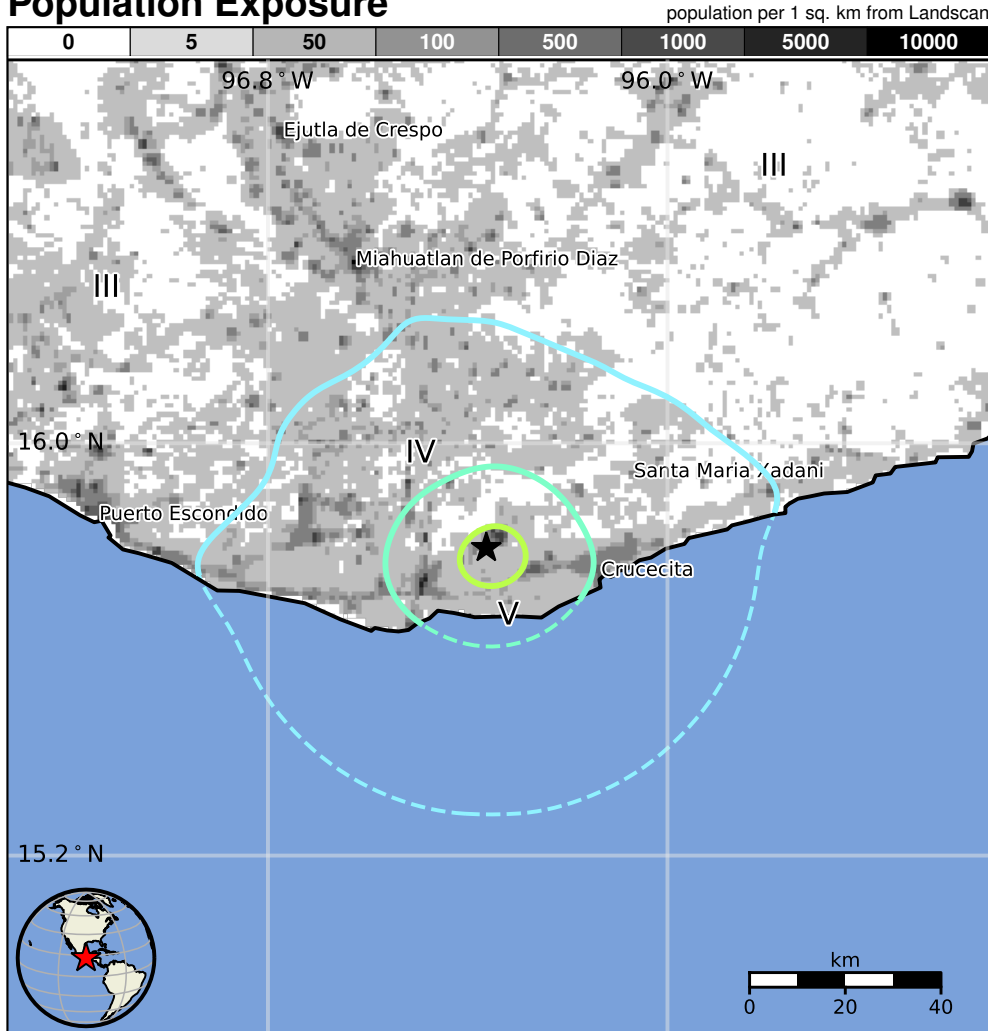 Population Exposure
population per 1 sq. km from Landscan
0 5 50 100 500 1000 5000 10000
96.8°W 96.0°W
Ejutla de Crespo
III
Miahuatlan de Porfirio Diaz
III
16.0°N
IV
Santa Maria Xadani
Puerto Escondido
Crucecita
V
15.2°N
km
0 20 40